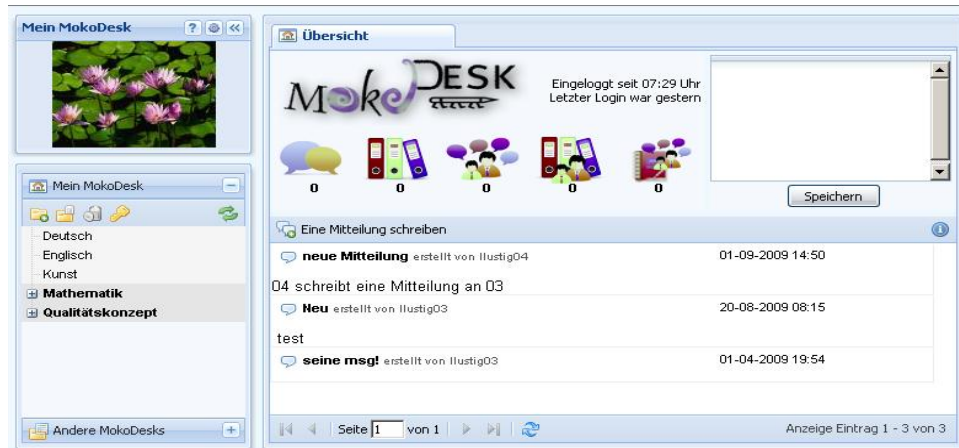 Mein MokoDesk
Übersicht
MokoDESK
Eingeloggt seit 07:29 Uhr
Letzter Login war gestern
0 0 0 0 0
Speichern
Mein MokoDesk
Deutsch
Englisch
Kunst
Mathematik
Qualitätskonzept
Andere MokoDesks
Eine Mitteilung schreiben
neue Mitteilung erstellt von llustig04 01-09-2009 14:50
04 schreibt eine Mitteilung an 03
Neu erstellt von llustig03 20-08-2009 08:15
test
seine msg! erstellt von llustig03 01-04-2009 19:54
Seite 1 von 1 Anzeige Eintrag 1 - 3 von 3